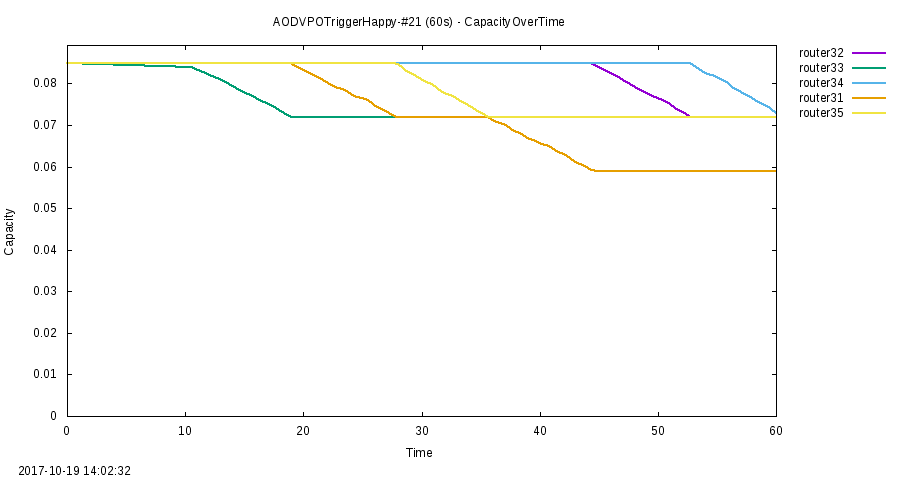 AODVPOTriggerHappy-#21 (60s) - CapacityOverTime
router32
router33
router34
router31
router35
0.08
0.07
0.06
0.05
0.04
0.03
0.02
0.01
0
Capacity
0 10 20 30 40 50 60
Time
2017-10-19 14:02:32